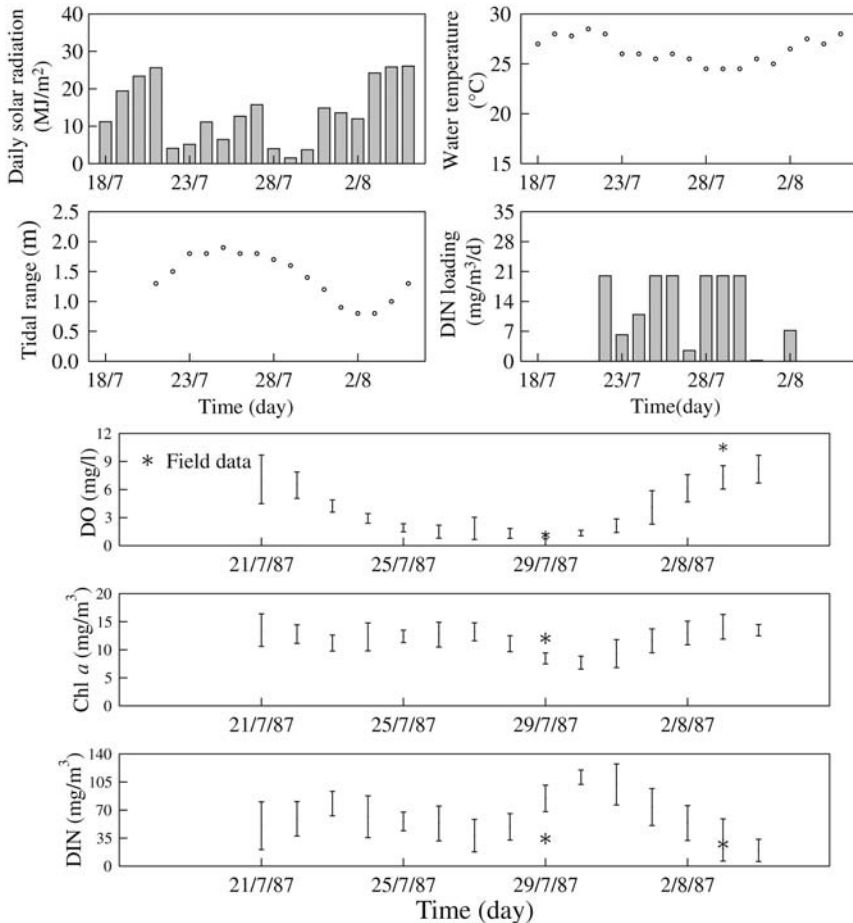 Daily solar radiation
(MJ/m²)
40
30
20
10
0
18/7 23/7 28/7 2/8
Water temperature
(°C)
30
25
20
15
18/7 23/7 28/7 2/8
Tidal range (m)
2.5
2.0
1.5
1.0
0.5
0.0
18/7 23/7 28/7 2/8
Time (day)
DIN loading
(mg/m³/d)
35
28
21
14
7
0
18/7 23/7 28/7 2/8
Time(day)
DO (mg/l)
12
9
6
3
0
* Field data
21/7/87 25/7/87 29/7/87 2/8/87
Chl a (mg/m³)
20
15
10
5
0
21/7/87 25/7/87 29/7/87 2/8/87
DIN (mg/m³)
140
105
70
35
0
21/7/87 25/7/87 29/7/87 2/8/87
Time (day)